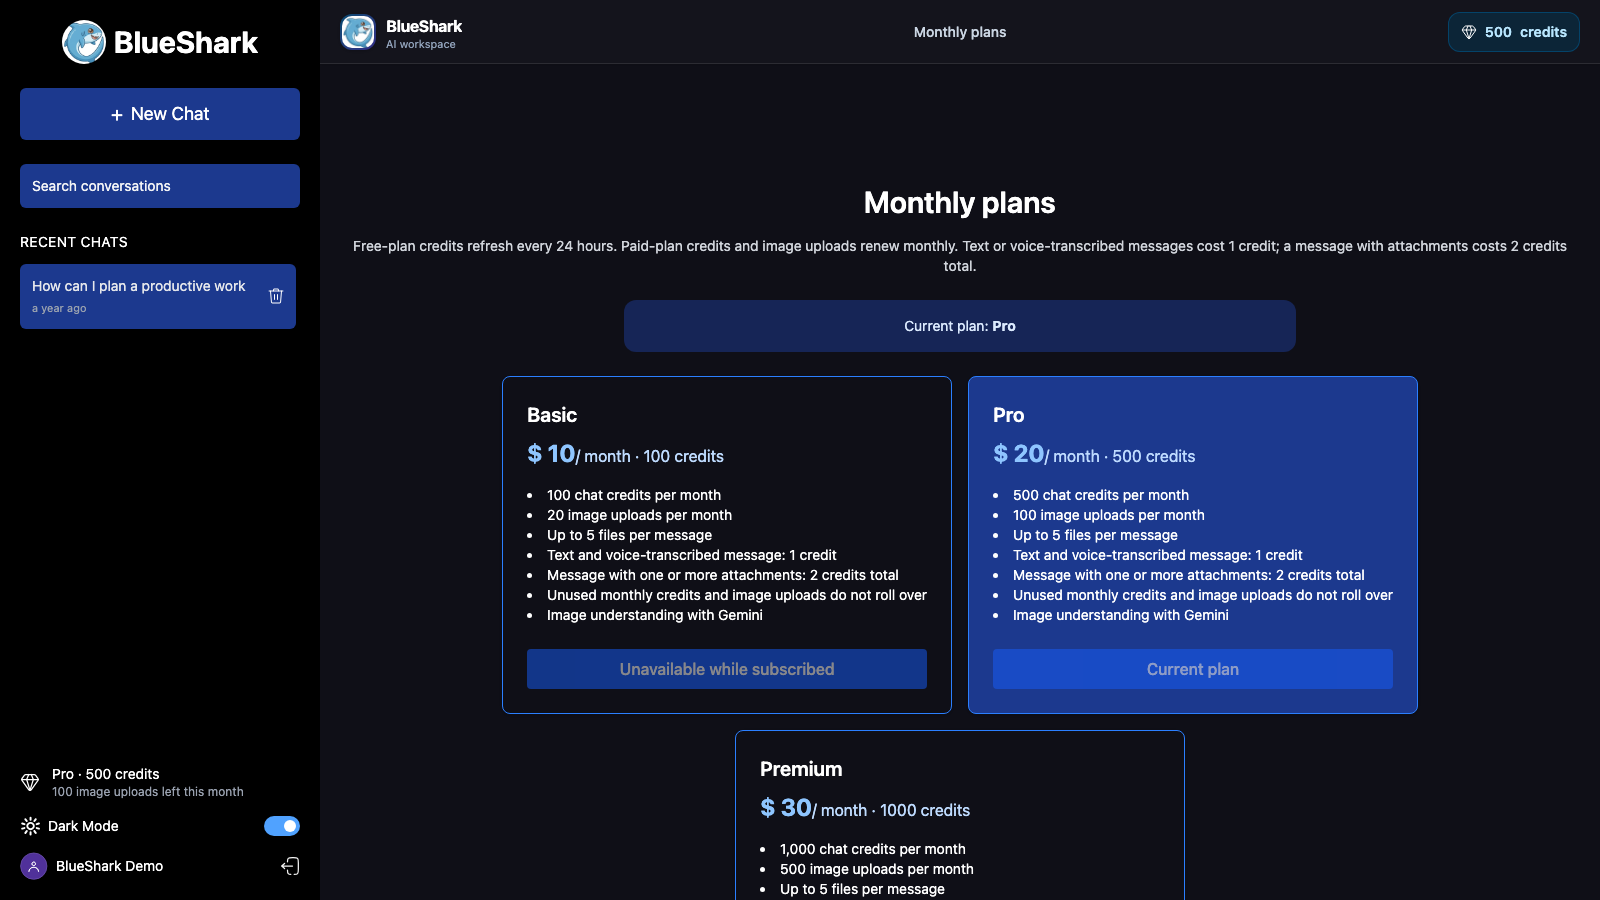 BlueShark
+ New Chat
Search conversations
RECENT CHATS
How can I plan a productive work
a year ago
Pro · 500 credits
100 image uploads left this month
Dark Mode
BlueShark Demo
BlueShark
AI workspace
Monthly plans
500 credits
Monthly plans
Free-plan credits refresh every 24 hours. Paid-plan credits and image uploads renew monthly. Text or voice-transcribed messages cost 1 credit; a message with attachments costs 2 credits
total.
Current plan: Pro
Basic
$ 10/ month · 100 credits
• 100 chat credits per month
• 20 image uploads per month
• Up to 5 files per message
• Text and voice-transcribed message: 1 credit
• Message with one or more attachments: 2 credits total
• Unused monthly credits and image uploads do not roll over
• Image understanding with Gemini
Unavailable while subscribed
Pro
$ 20/ month · 500 credits
• 500 chat credits per month
• 100 image uploads per month
• Up to 5 files per message
• Text and voice-transcribed message: 1 credit
• Message with one or more attachments: 2 credits total
• Unused monthly credits and image uploads do not roll over
• Image understanding with Gemini
Current plan
Premium
$ 30/ month · 1000 credits
• 1,000 chat credits per month
• 500 image uploads per month
• Up to 5 files per message